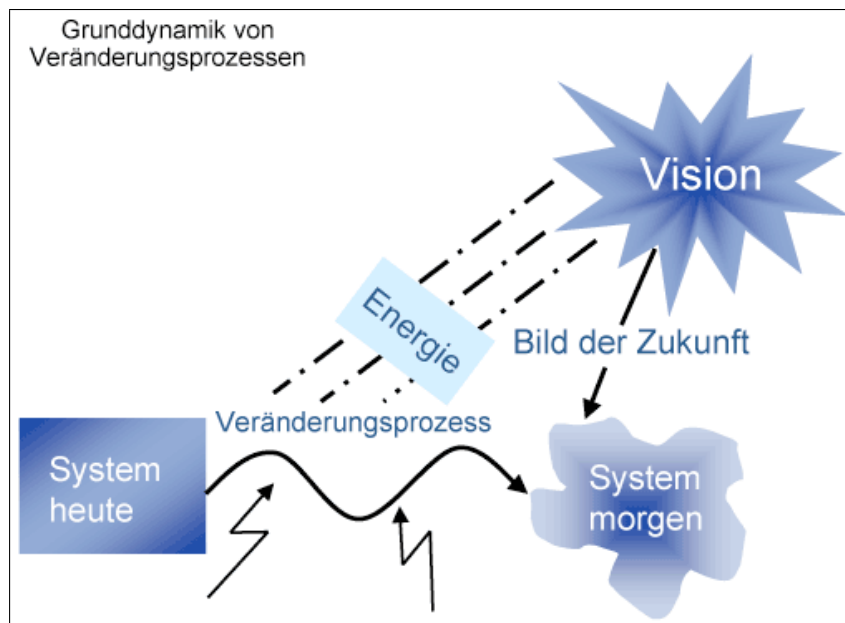 Grunddynamik von
Veränderungsprozessen
Vision
Energie
Bild der Zukunft
Veränderungsprozess
System
heute
System
morgen